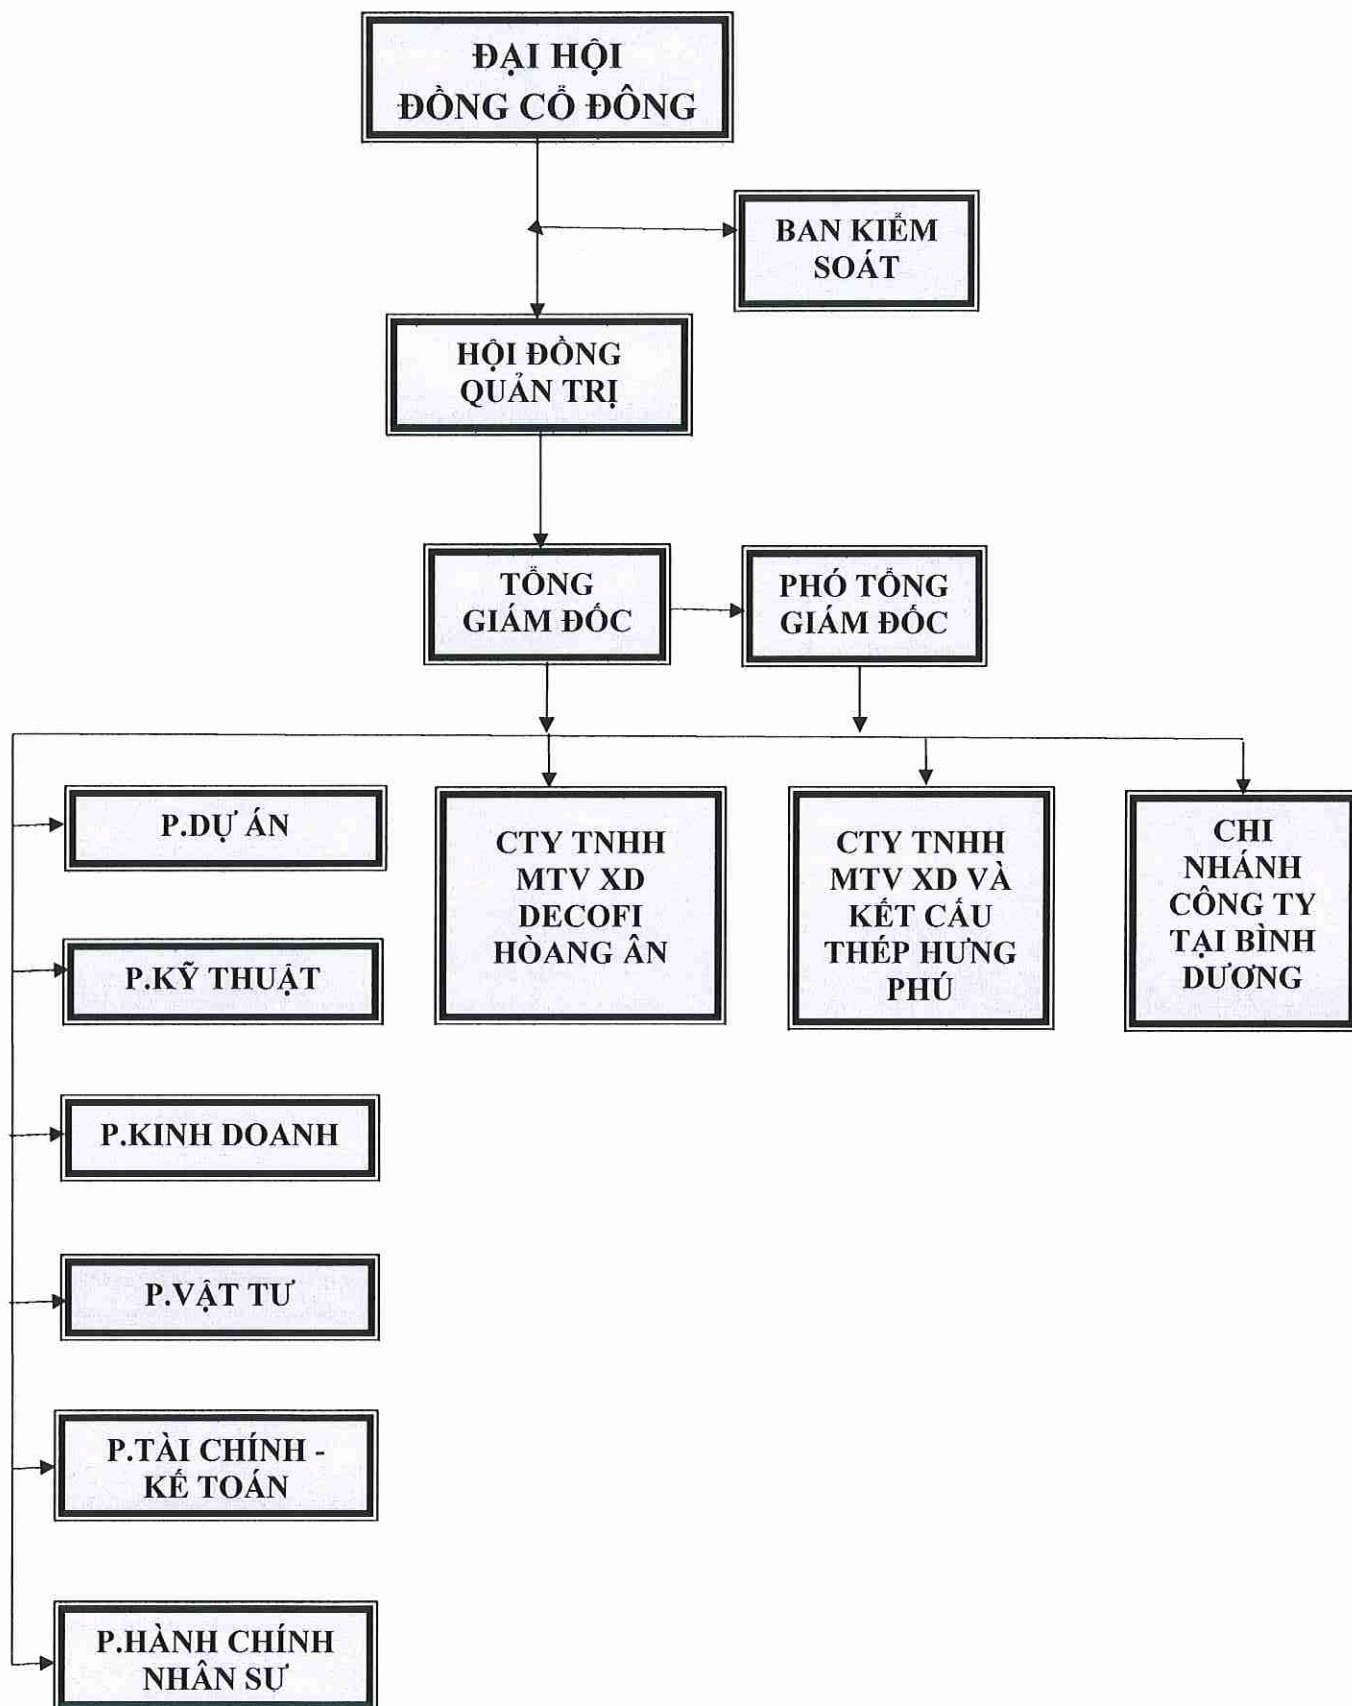 ĐẠI HỘI
ĐỒNG CỔ ĐÔNG
BAN KIỂM
SOÁT
HỘI ĐỒNG
QUẢN TRỊ
TỔNG
GIÁM ĐỐC
PHÓ TỔNG
GIÁM ĐỐC
P.DỰ ÁN
CTY TNHH
MTV XD
DECOFI
HÒANG ÂN
CTY TNHH
MTV XD VÀ
KẾT CẤU
THÉP HƯNG
PHÚ
CHI
NHÁNH
CÔNG TY
TẠI BÌNH
DƯƠNG
P.KỸ THUẬT
P.KINH DOANH
P.VẬT TƯ
P.TÀI CHÍNH -
KẾ TOÁN
P.HÀNH CHÍNH
NHÂN SỰ